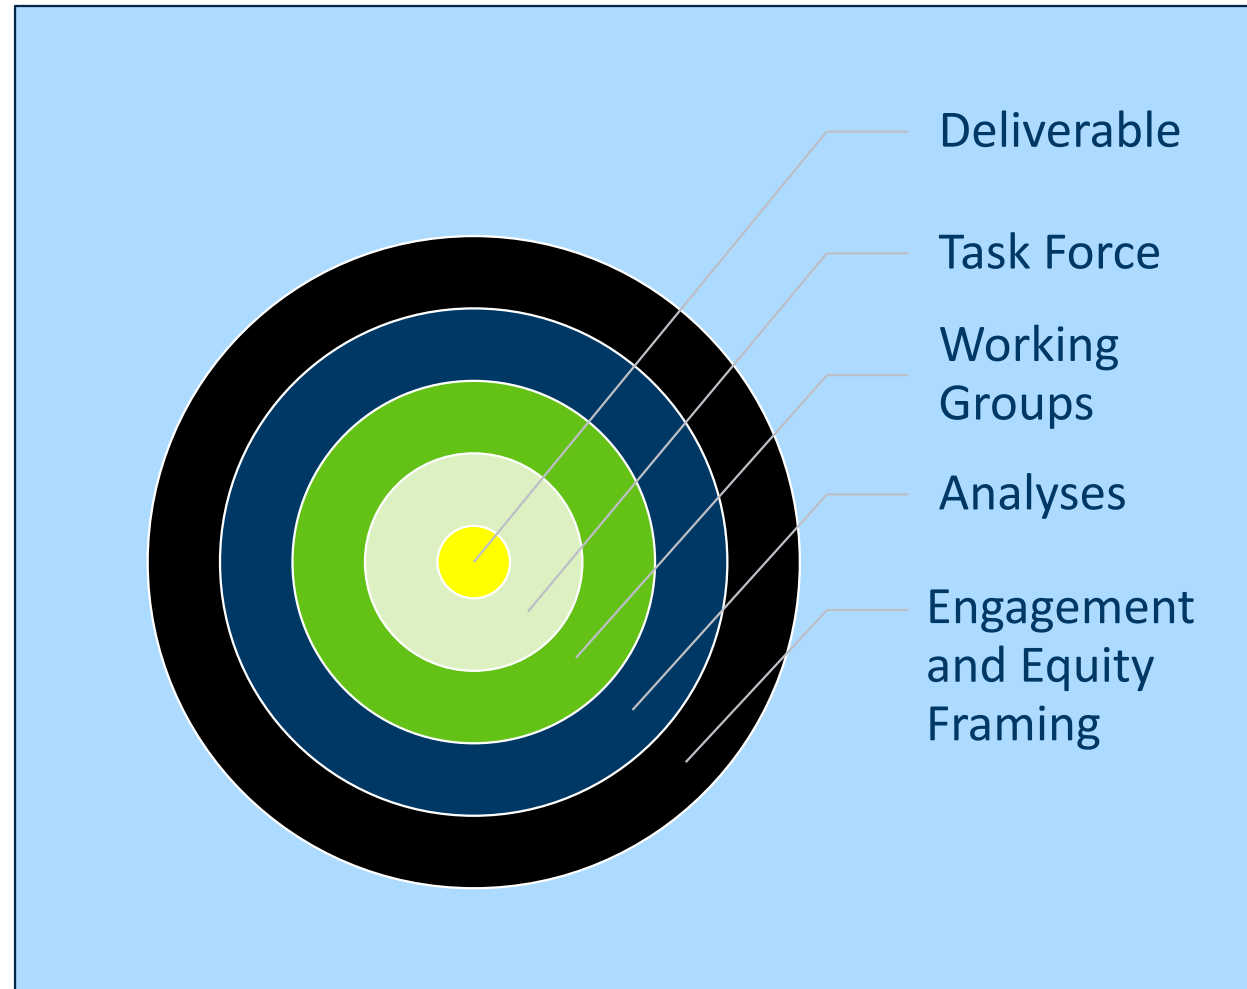 Deliverable
Task Force
Working
Groups
Analyses
Engagement
and Equity
Framing